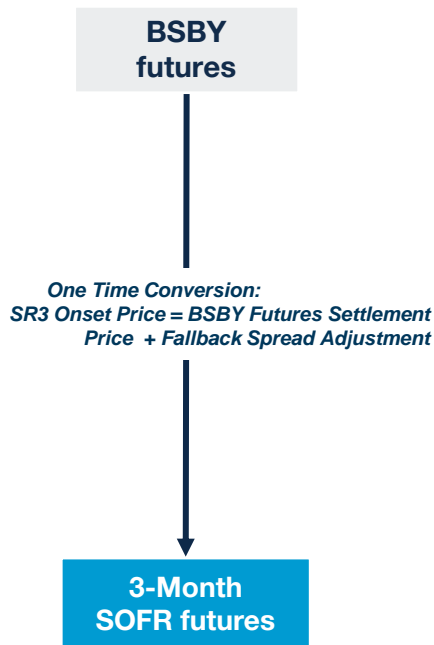 BSBY
futures
One Time Conversion:
SR3 Onset Price = BSBY Futures Settlement
Price + Fallback Spread Adjustment
3-Month
SOFR futures